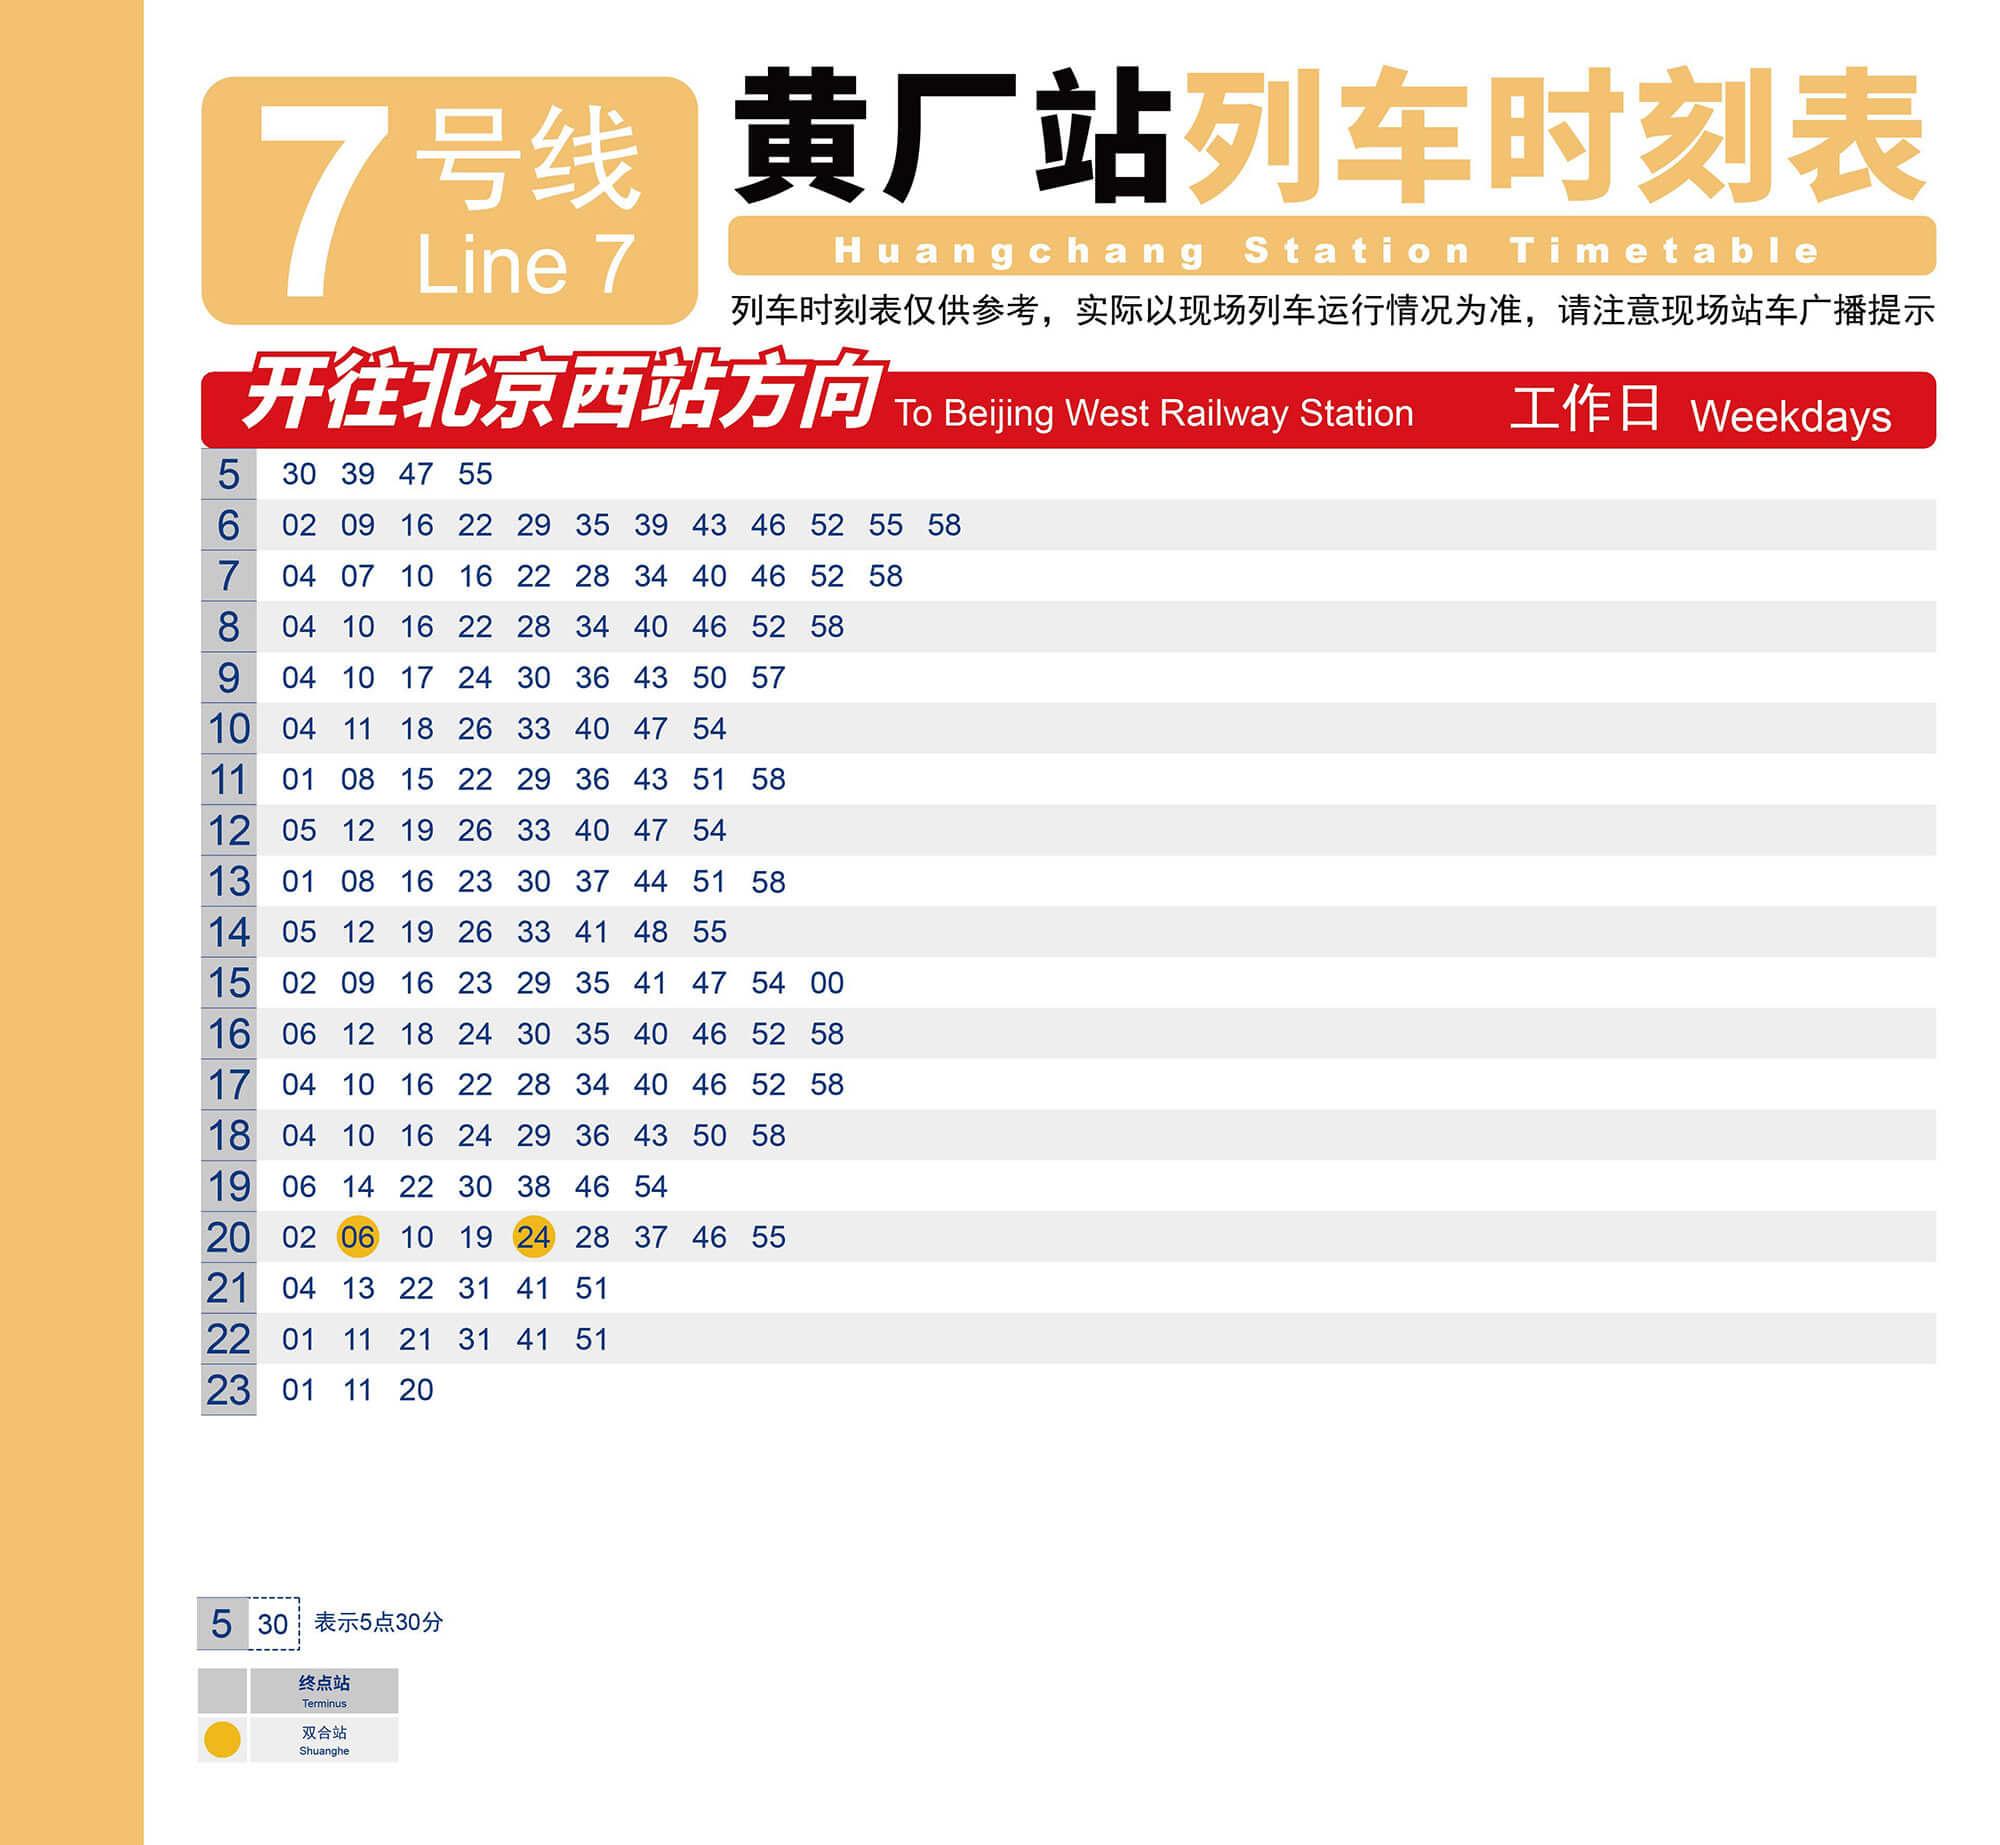 7号线
Line 7
黄厂站列车时刻表
Huangchang Station Timetable
列车时刻表仅供参考，实际以现场列车运行情况为准，请注意现场站车广播提示
开往北京西站方向 To Beijing West Railway Station 工作日 Weekdays
5 30 39 47 55
6 02 09 16 22 29 35 39 43 46 52 55 58
7 04 07 10 16 22 28 34 40 46 52 58
8 04 10 16 22 28 34 40 46 52 58
9 04 10 17 24 30 36 43 50 57
10 04 11 18 26 33 40 47 54
11 01 08 15 22 29 36 43 51 58
12 05 12 19 26 33 40 47 54
13 01 08 16 23 30 37 44 51 58
14 05 12 19 26 33 41 48 55
15 02 09 16 23 29 35 41 47 54 00
16 06 12 18 24 30 35 40 46 52 58
17 04 10 16 22 28 34 40 46 52 58
18 04 10 16 24 29 36 43 50 58
19 06 14 22 30 38 46 54
20 02 06 10 19 24 28 37 46 55
21 04 13 22 31 41 51
22 01 11 21 31 41 51
23 01 11 20
5 30 表示5点30分
终点站
Terminus
双合站
Shuanghe